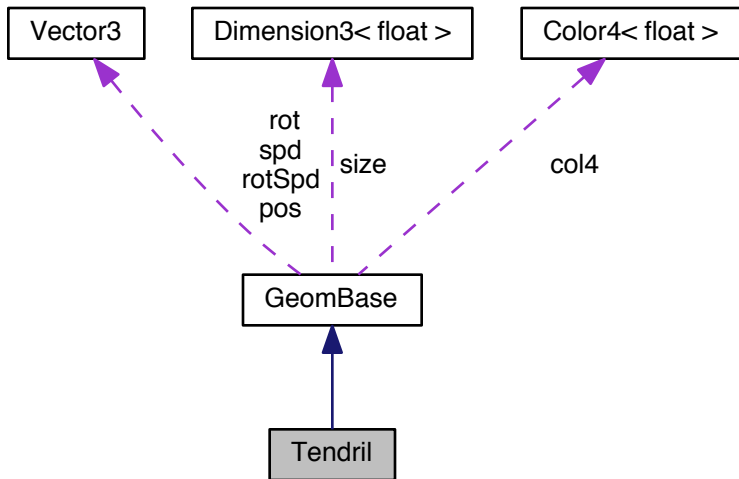 Vector3
Dimension3< float >
Color4< float >
rot
spd
rotSpd
pos
size
col4
GeomBase
Tendril